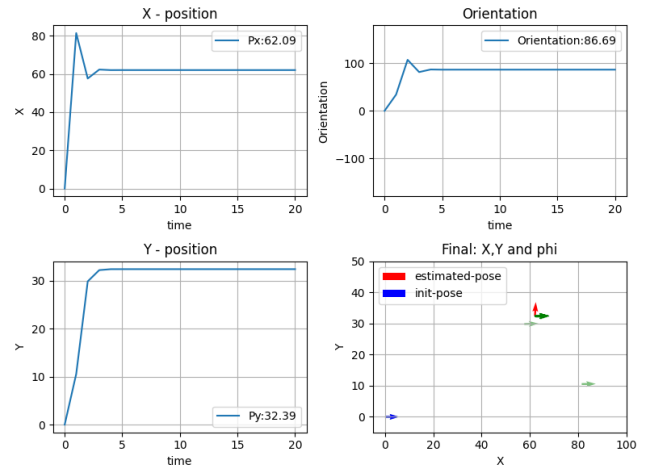 X - position
80
60
40
20
0
X
Px:62.09
0
5
10
15
20
time
Orientation
100
0
−100
Orientation
Orientation:86.69
0
5
10
15
20
time
Y - position
30
20
10
0
Y
Py:32.39
0
5
10
15
20
time
Final: X,Y and phi
50
40
30
20
10
0
Y
estimated-pose
init-pose
0
20
40
60
80
100
X